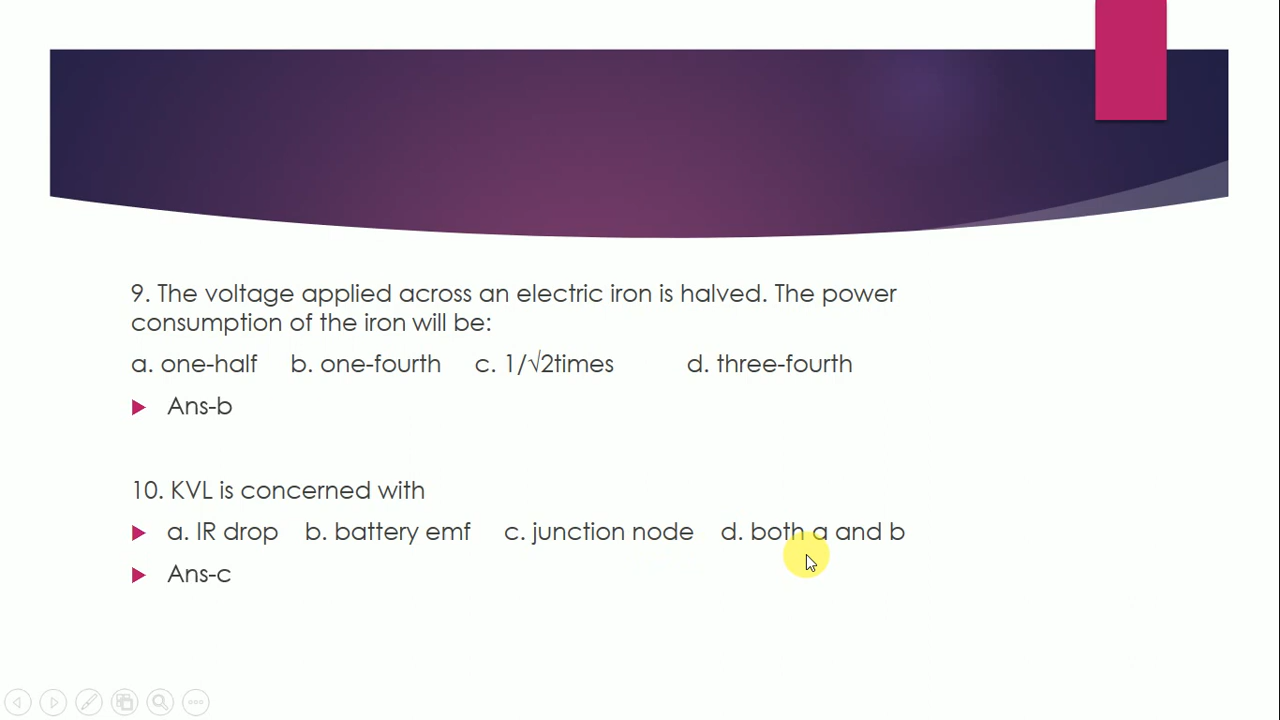 9. The voltage applied across an electric iron is halved. The power
consumption of the iron will be:
a. one-half b. one-fourth c. 1/√2times d. three-fourth
Ans-b
10. KVL is concerned with
a. IR drop b. battery emf c. junction node d. both a and b
Ans-c